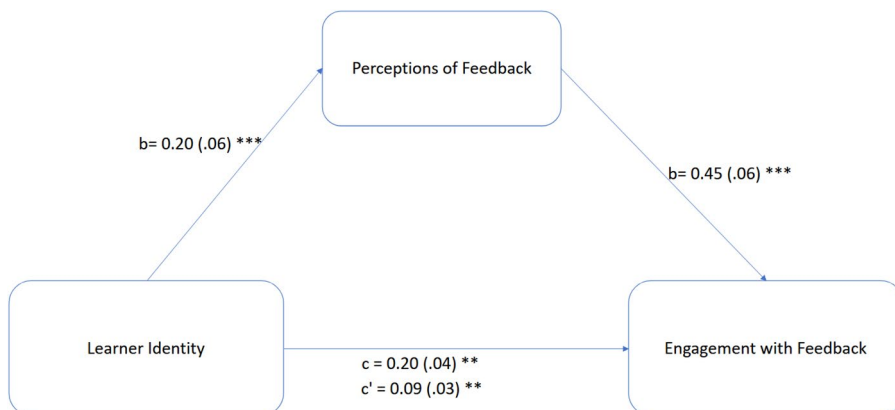 Perceptions of Feedback
b= 0.20 (.06) ***
b= 0.45 (.06) ***
Learner Identity
c = 0.20 (.04) **
c' = 0.09 (.03) **
Engagement with Feedback